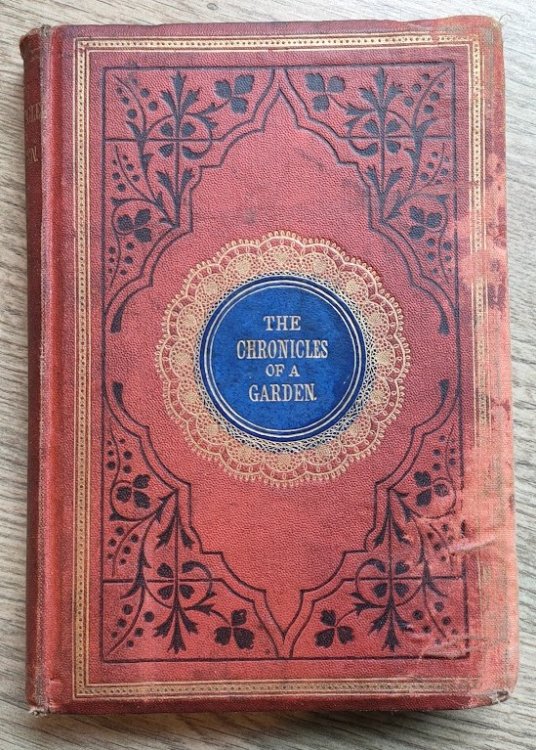 THE
CHRONICLES
OF A
GARDEN.